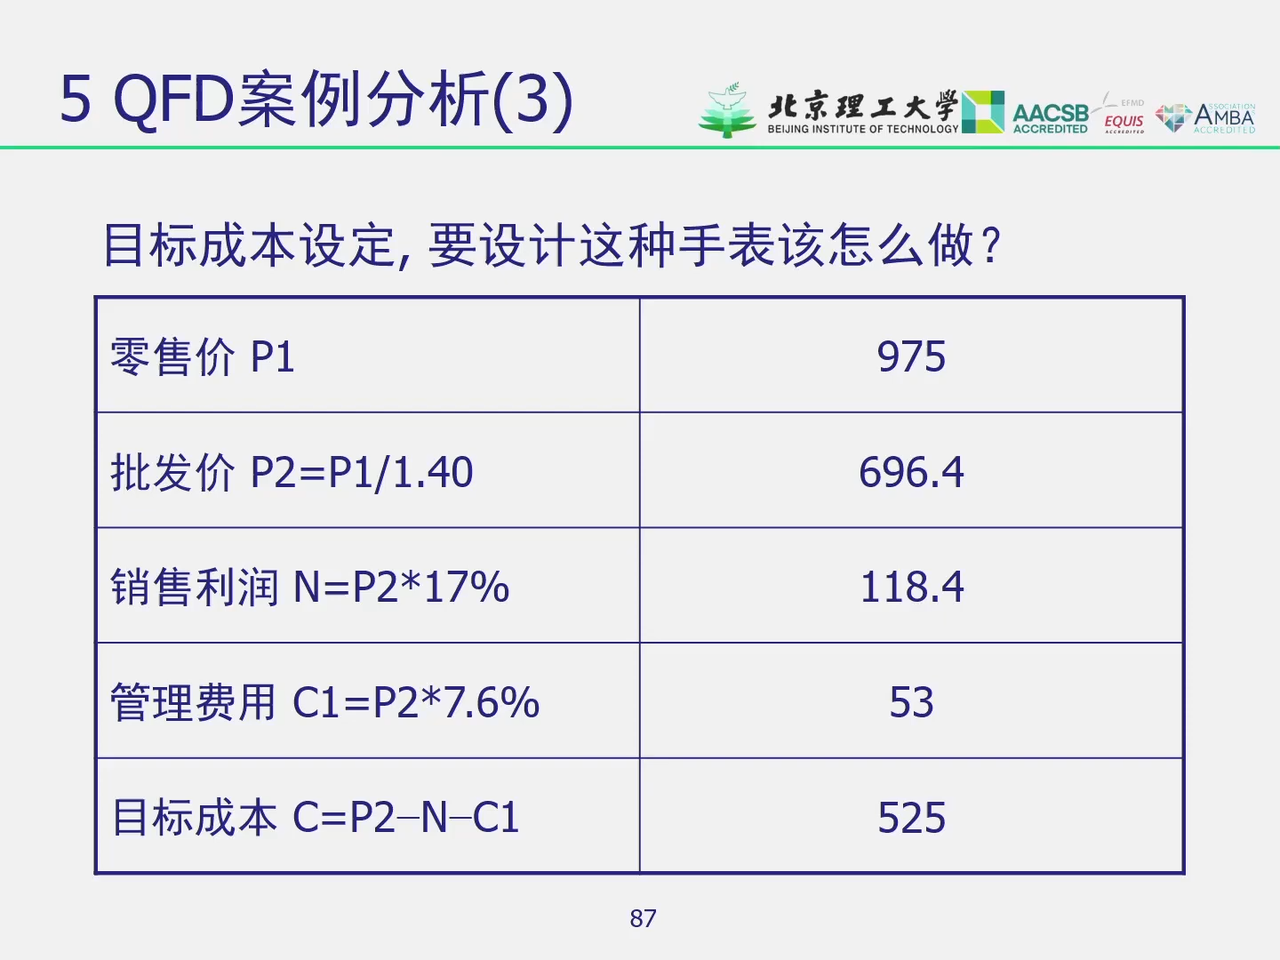 5 QFD案例分析(3)
北京理工大学
BEIJING INSTITUTE OF TECHNOLOGY
AACSB
ACCREDITED
EFMD
EQUIS
ACCREDITED
ASSOCIATION
AMBA
ACCREDITED
目标成本设定, 要设计这种手表该怎么做?
零售价 P1 975
批发价 P2=P1/1.40 696.4
销售利润 N=P2*17% 118.4
管理费用 C1=P2*7.6% 53
目标成本 C=P2—N—C1 525
87